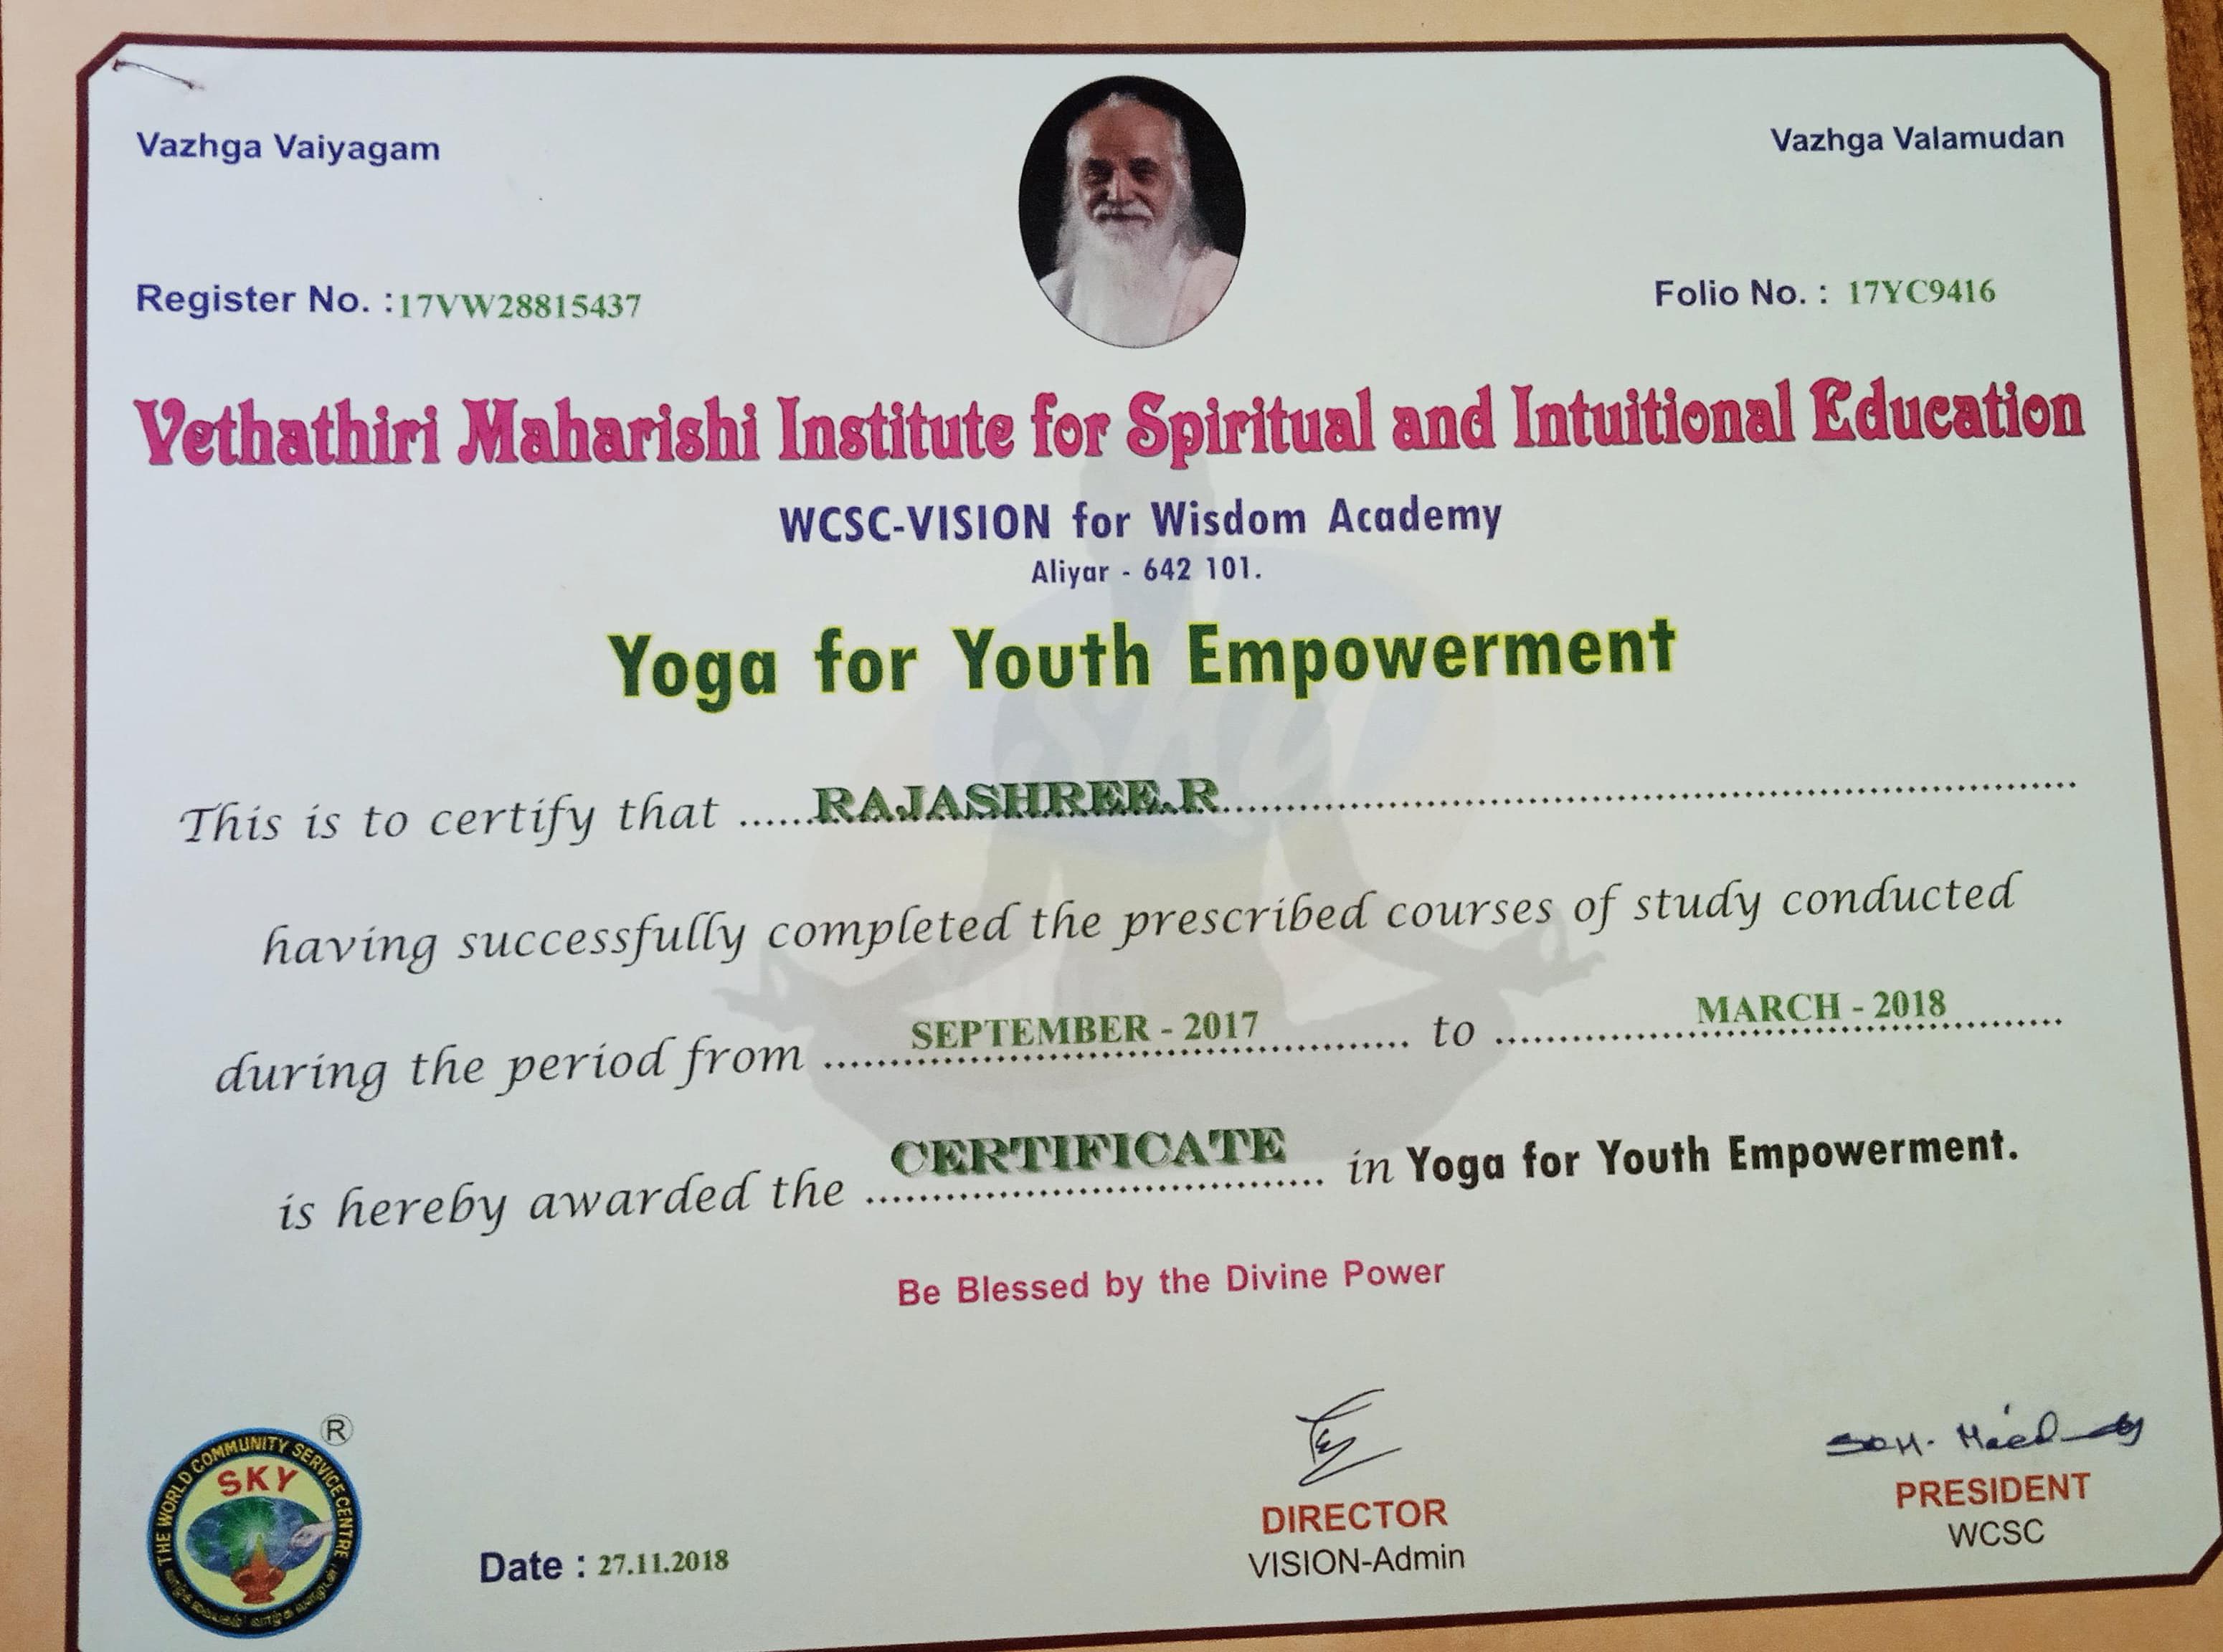 Vazhga Vaiyagam
Vazhga Valamudan
Register No. : 17VW28815437
Folio No. : 17YC9416
Vethathiri Maharishi Institute for Spiritual and Intuitional Education
WCSC-VISION for Wisdom Academy
Aliyar - 642 101.
Yoga for Youth Empowerment
This is to certify that ......RAJASHREE.R......
having successfully completed the prescribed courses of study conducted
during the period from SEPTEMBER - 2017 to MARCH - 2018
is hereby awarded the CERTIFICATE in Yoga for Youth Empowerment.
Be Blessed by the Divine Power
THE WORLD COMMUNITY SERVICE CENTRE
®
SKY
வாழ்க வையகம் வாழ்க வளமுடன்
Date : 27.11.2018
DIRECTOR
VISION-Admin
PRESIDENT
WCSC